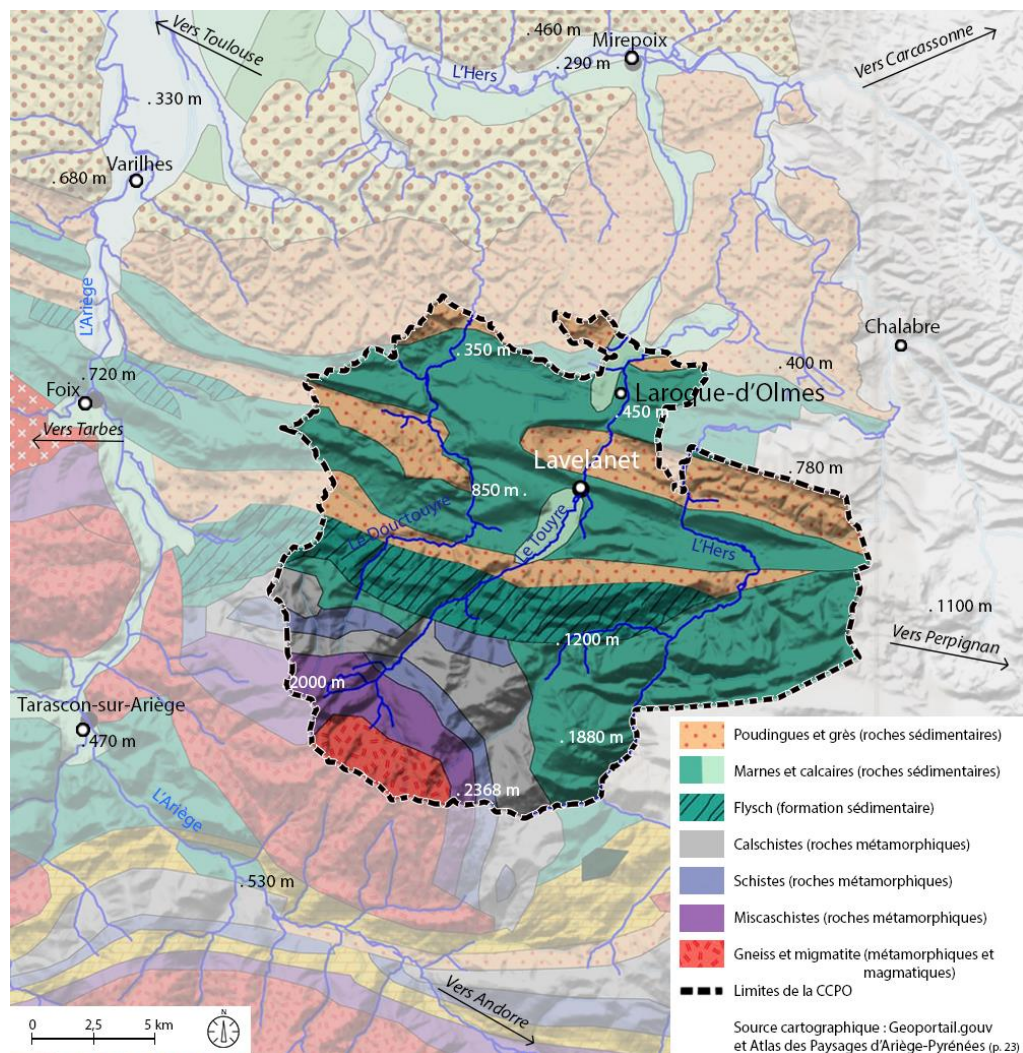 Vers Toulouse
. 460 m
Mirepoix
. 290 m
L'Hers
Vers Carcassonne
. 330 m
Varilhes
. 680 m
L'Ariège
Chalabre
. 350 m
. 400 m
. 720 m
Foix
Laroque-d'Olmes
. 450 m
Vers Tarbes
Lavelanet
. 780 m
850 m .
Le Douctouyre
Le Touyre
L'Hers
. 1100 m
. 1200 m
Vers Perpignan
2000 m
Tarascon-sur-Ariège
. 470 m
. 1880 m
. 2368 m
L'Ariège
. 530 m
Vers Andorre
Poudingues et grès (roches sédimentaires)
Marnes et calcaires (roches sédimentaires)
Flysch (formation sédimentaire)
Calschistes (roches métamorphiques)
Schistes (roches métamorphiques)
Miscaschistes (roches métamorphiques)
Gneiss et migmatite (métamorphiques et
magmatiques)
Limites de la CCPO
Source cartographique : Geoportail.gouv
et Atlas des Paysages d'Ariège-Pyrénées (p. 23)
0 2,5 5 km
N